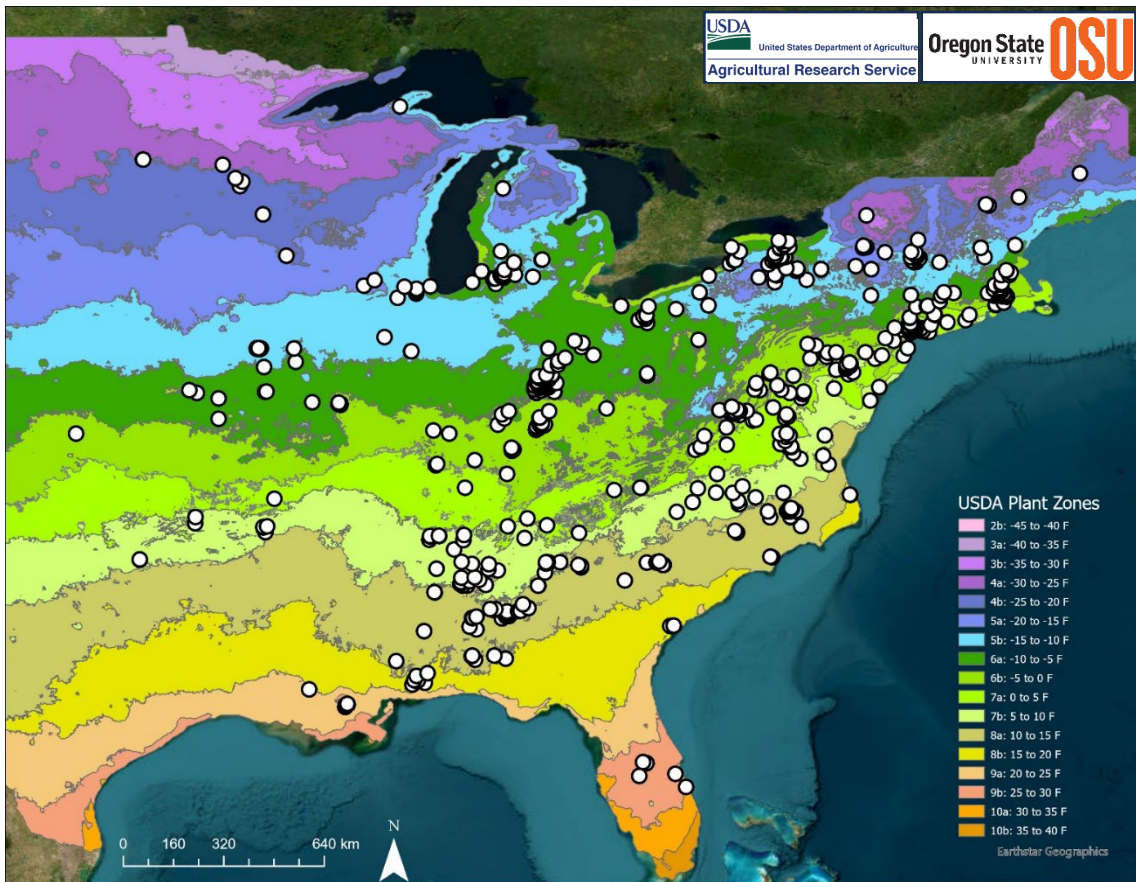 USDA
United States Department of Agriculture
Agricultural Research Service
Oregon State
UNIVERSITY
OSU
USDA Plant Zones
2b: -45 to -40 F
3a: -40 to -35 F
3b: -35 to -30 F
4a: -30 to -25 F
4b: -25 to -20 F
5a: -20 to -15 F
5b: -15 to -10 F
6a: -10 to -5 F
6b: -5 to 0 F
7a: 0 to 5 F
7b: 5 to 10 F
8a: 10 to 15 F
8b: 15 to 20 F
9a: 20 to 25 F
9b: 25 to 30 F
10a: 30 to 35 F
10b: 35 to 40 F
Earthstar Geographics
N
0 160 320 640 km